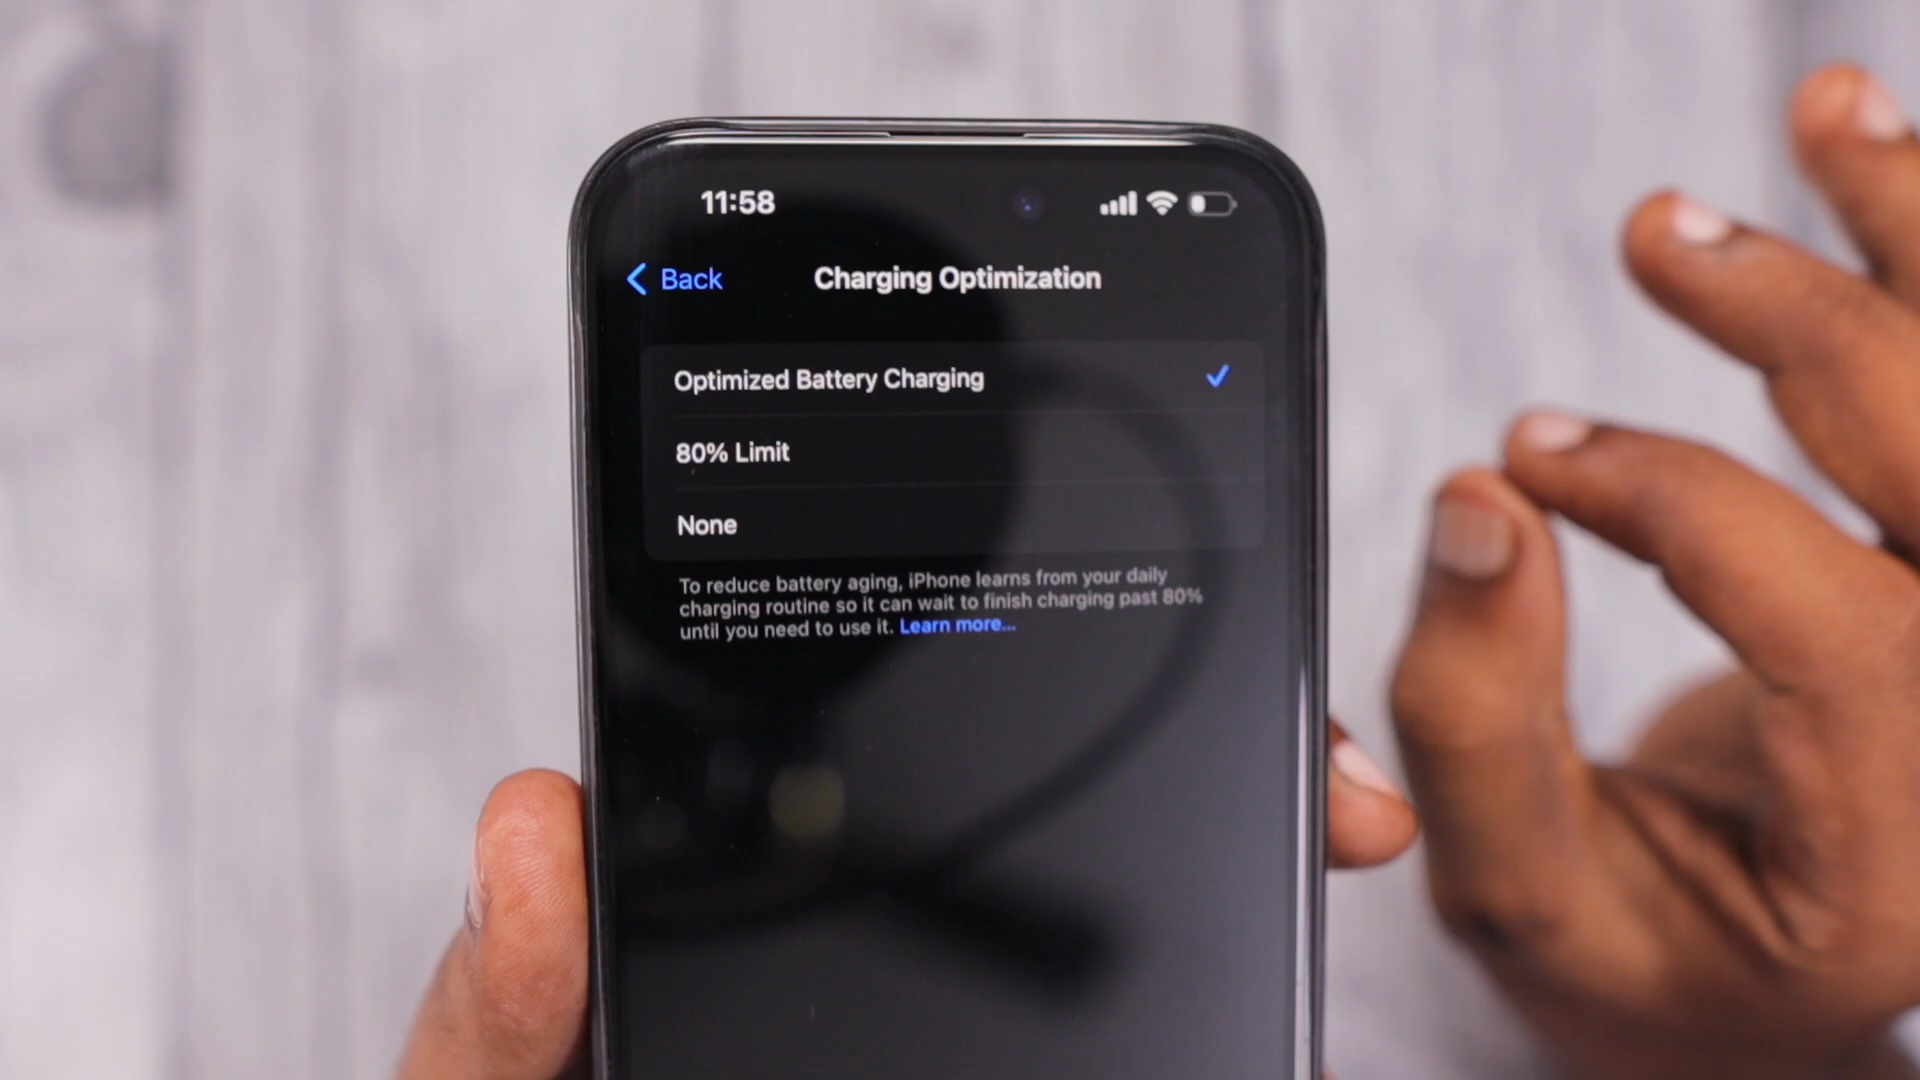 11:58
Back
Charging Optimization
Optimized Battery Charging
80% Limit
None
To reduce battery aging, iPhone learns from your daily
charging routine so it can wait to finish charging past 80%
until you need to use it. Learn more...